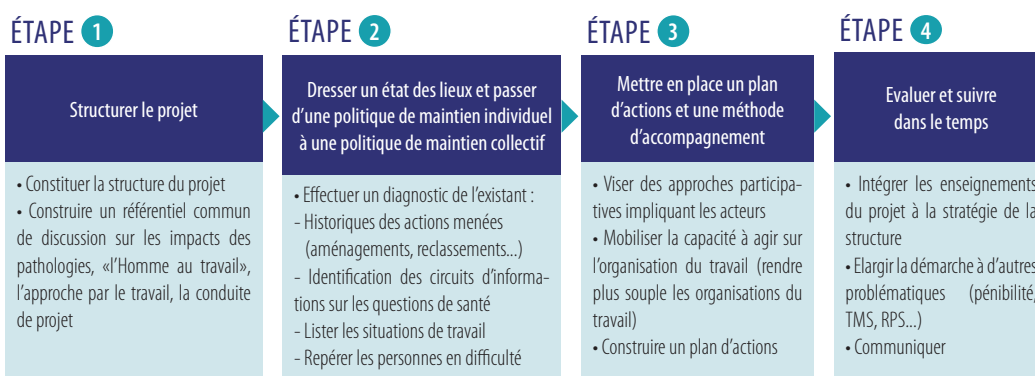 ÉTAPE 1
Structurer le projet
• Constituer la structure du projet
• Construire un référentiel commun
de discussion sur les impacts des
pathologies, «l’Homme au travail»,
l’approche par le travail, la conduite
de projet
ÉTAPE 2
Dresser un état des lieux et passer
d’une politique de maintien individuel
à une politique de maintien collectif
• Effectuer un diagnostic de l’existant :
- Historiques des actions menées
(aménagements, reclassements...)
- Identification des circuits d’informa-
tions sur les questions de santé
- Lister les situations de travail
- Repérer les personnes en difficulté
ÉTAPE 3
Mettre en place un plan
d’actions et une méthode
d’accompagnement
• Viser des approches participa-
tives impliquant les acteurs
• Mobiliser la capacité à agir sur
l’organisation du travail (rendre
plus souple les organisations du
travail)
• Construire un plan d’actions
ÉTAPE 4
Evaluer et suivre
dans le temps
• Intégrer les enseignements
du projet à la stratégie de la
structure
• Elargir la démarche à d’autres
problématiques (pénibilité,
TMS, RPS...)
• Communiquer